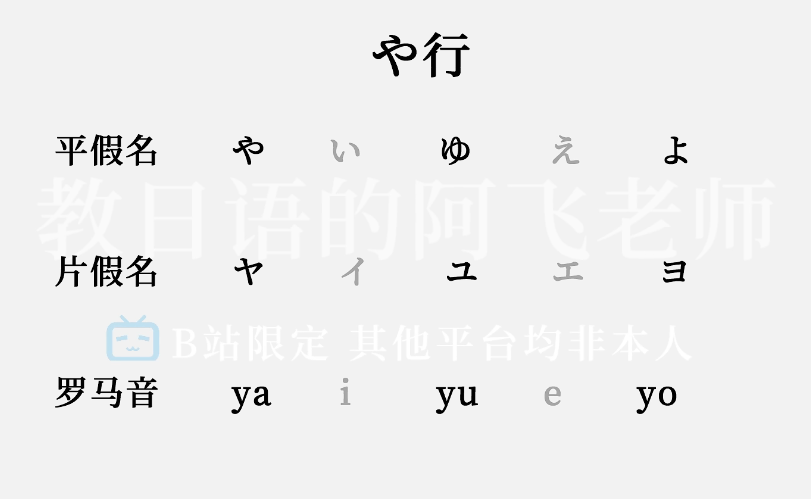 や行
平假名 や い ゆ え よ
教日语的阿飞老师
片假名 ヤ イ ユ エ ヨ
B站限定 其他平台均非本人
罗马音 ya i yu e yo